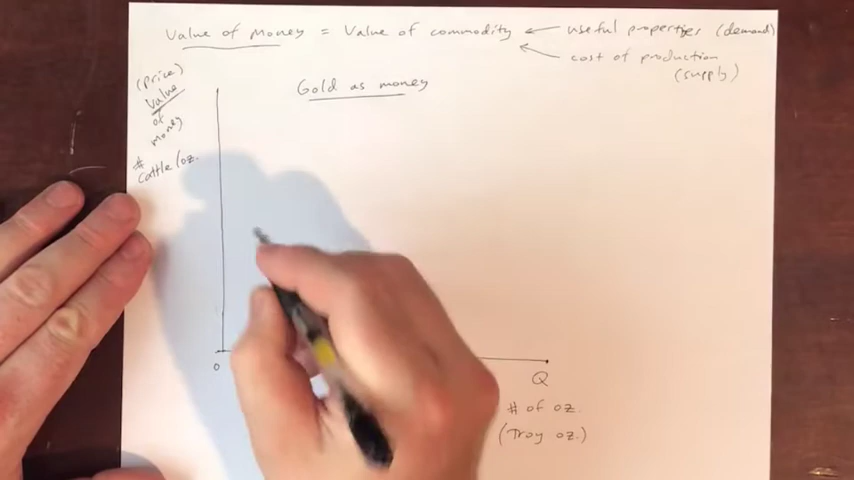 Value of money = Value of commodity ← useful properties (demand)
← cost of production
(supply)
(price)
Value
of
money
#
cattle/oz.
Gold as money
0
Q
# of oz.
(Troy oz.)